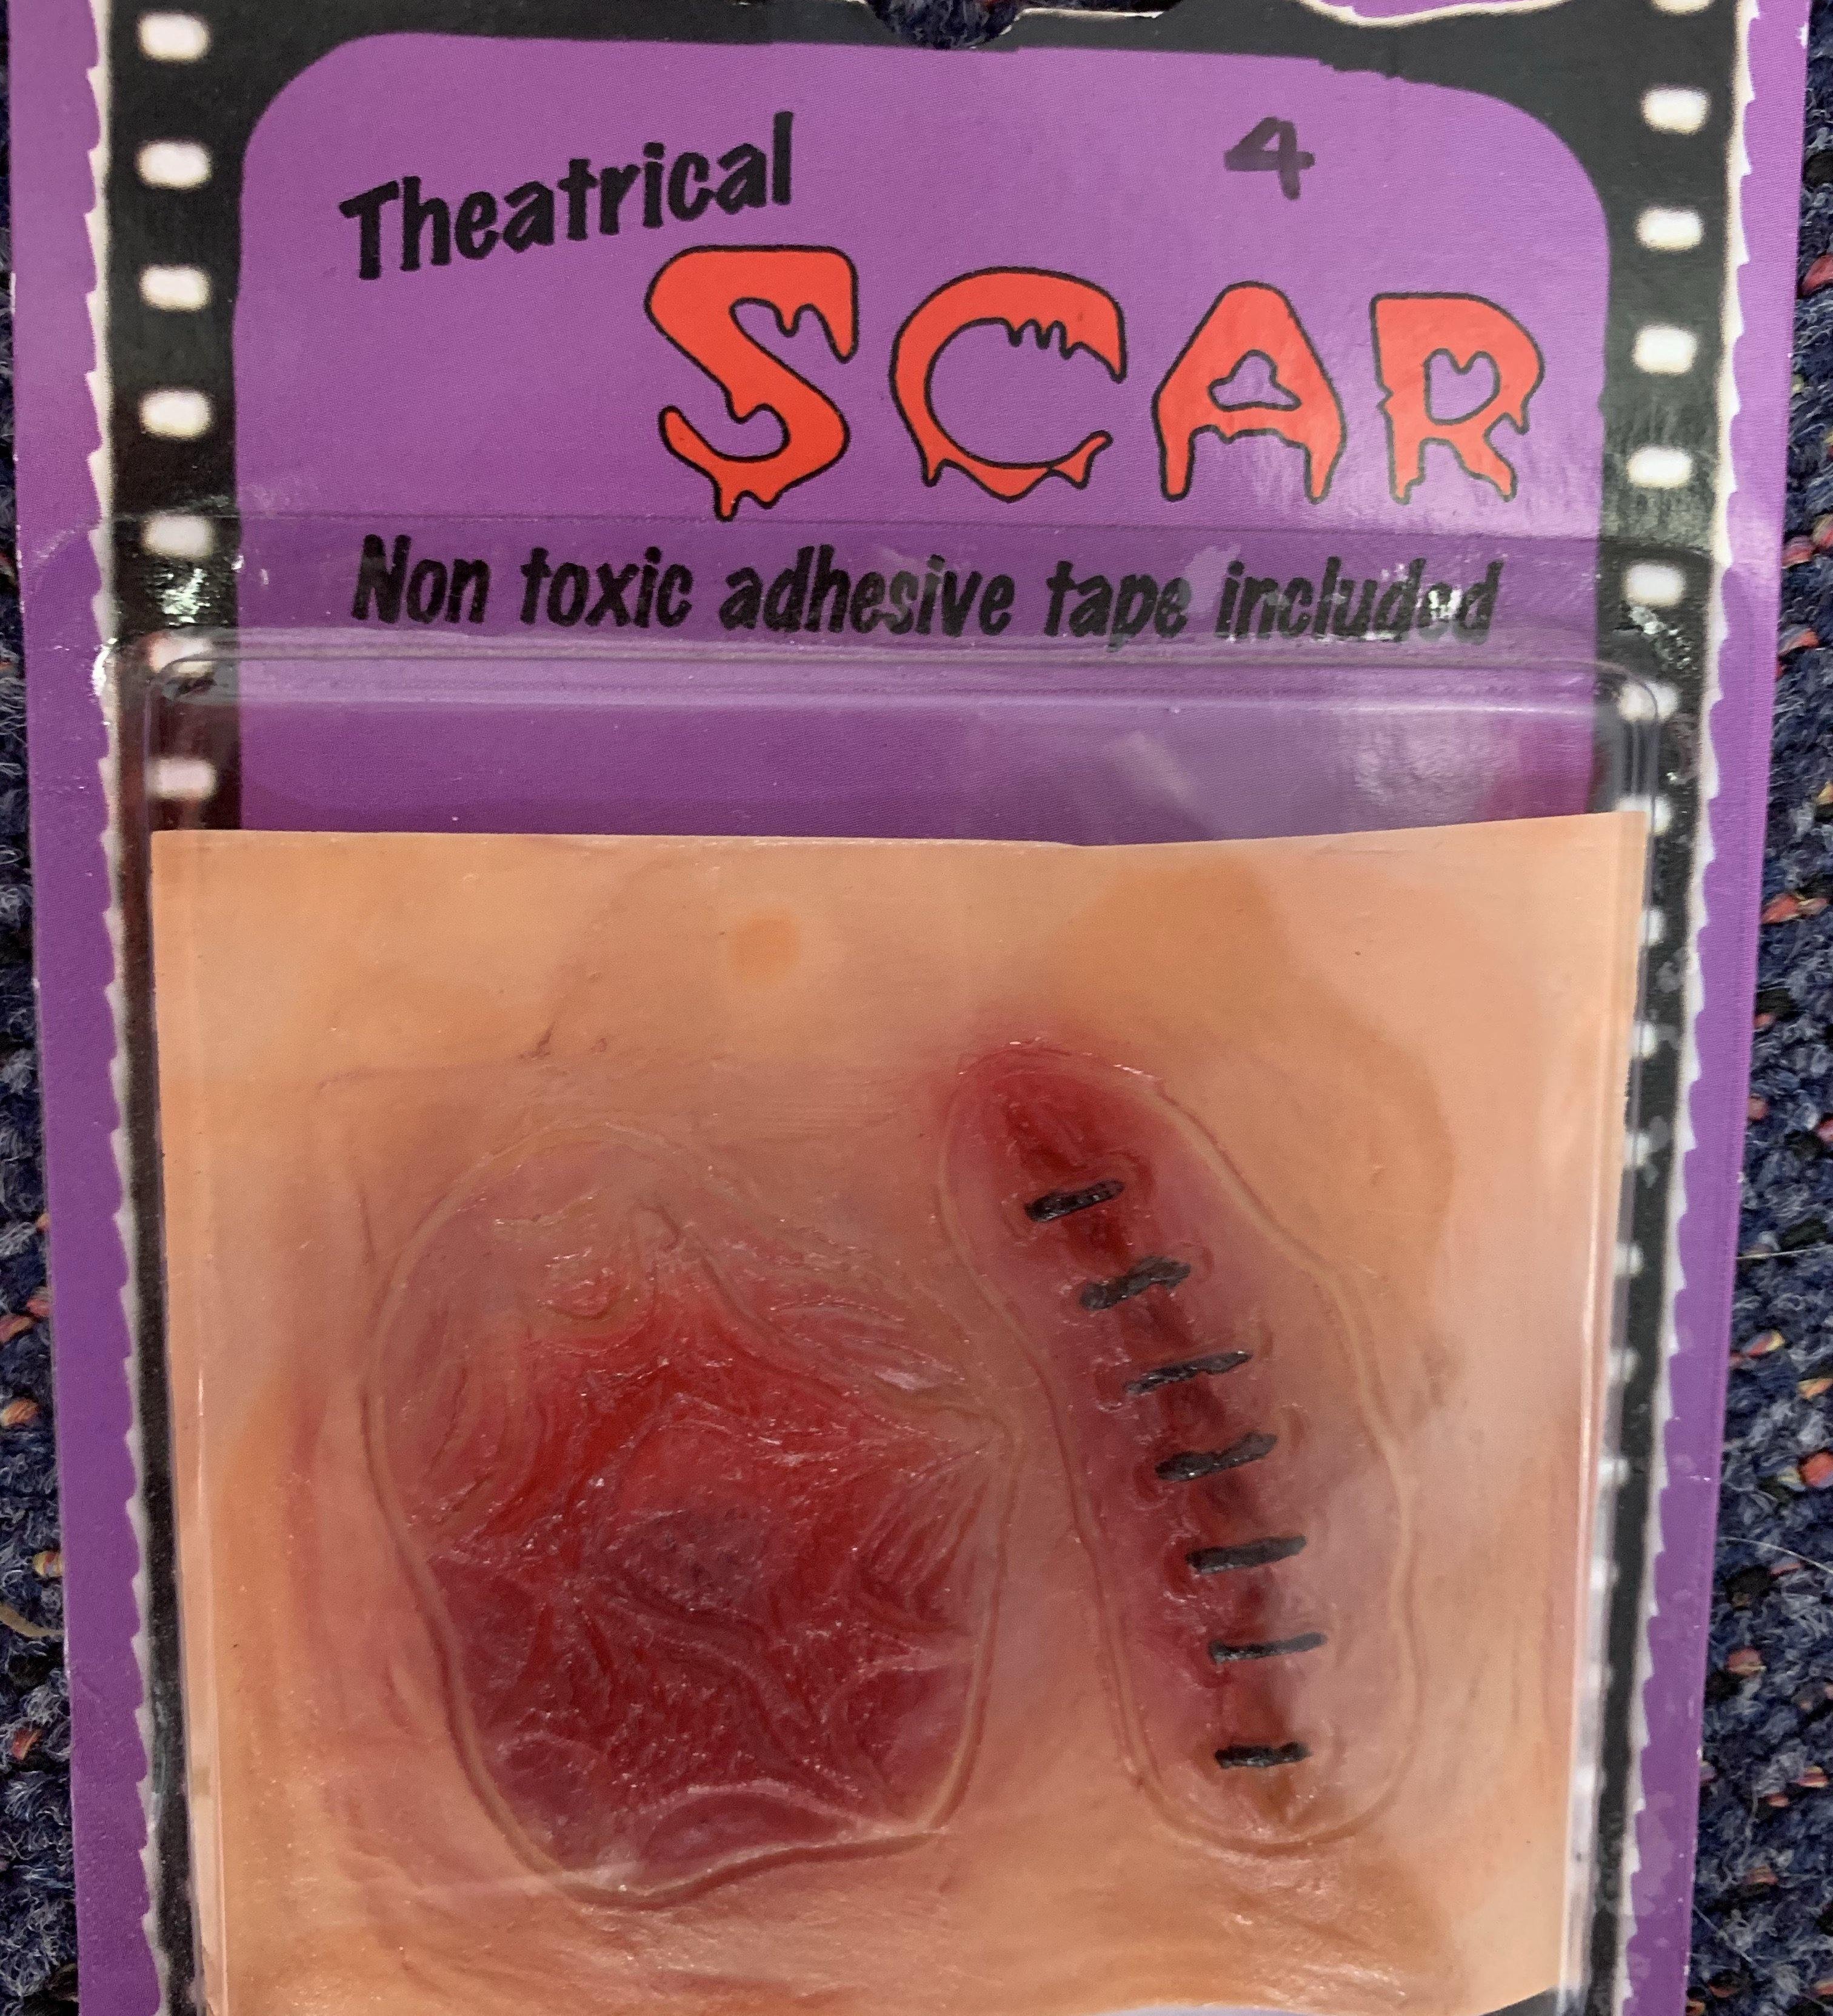 Theatrical
4
SCAR
Non toxic adhesive tape included